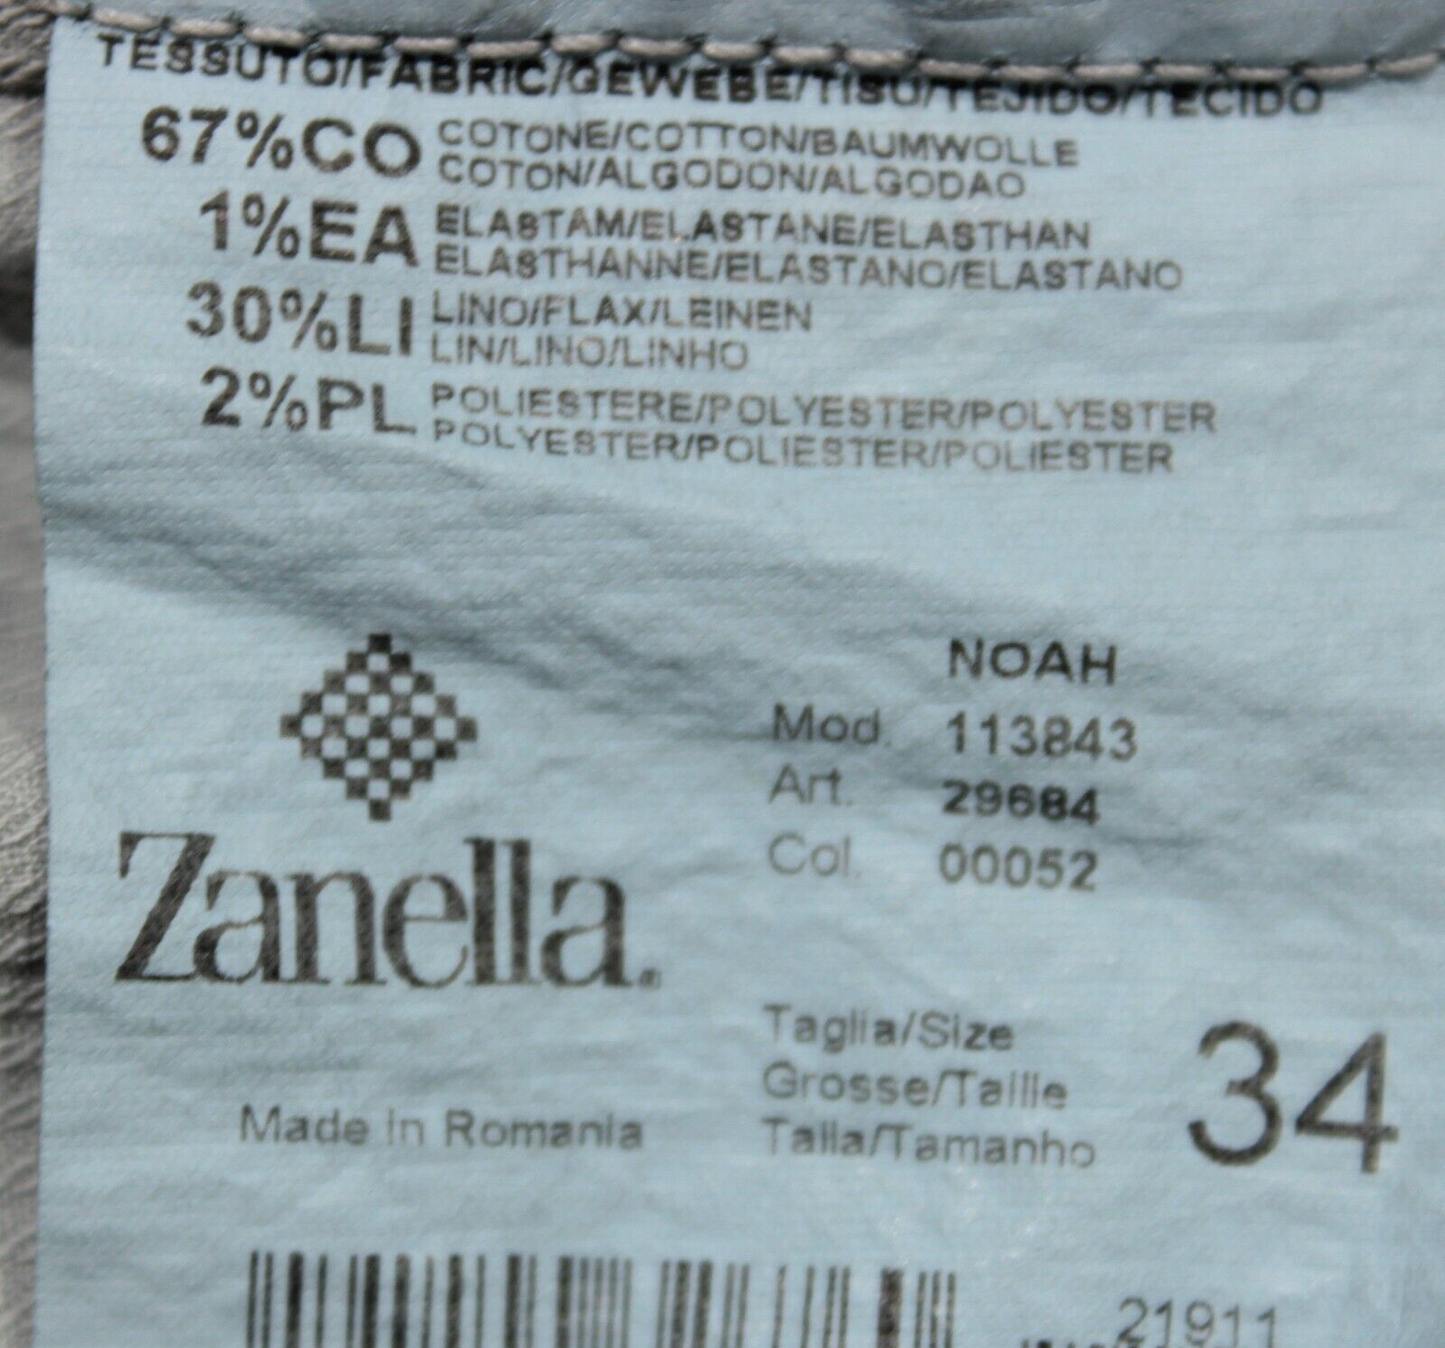 TESSUTO/FABRIC/GEWEBE/TISU/TEJIDO/TECIDO
67%CO COTONE/COTTON/BAUMWOLLE
COTON/ALGODON/ALGODAO
1%EA ELASTAM/ELASTANE/ELASTHAN
ELASTHANNE/ELASTANO/ELASTANO
30%LI LINO/FLAX/LEINEN
LIN/LINO/LINHO
2%PL POLIESTERE/POLYESTER/POLYESTER
POLYESTER/POLIESTER/POLIESTER
NOAH
Mod. 113843
Art. 29684
Col. 00052
Zanella®
Taglia/Size
Grosse/Taille
Talla/Tamanho
34
Made in Romania
21911